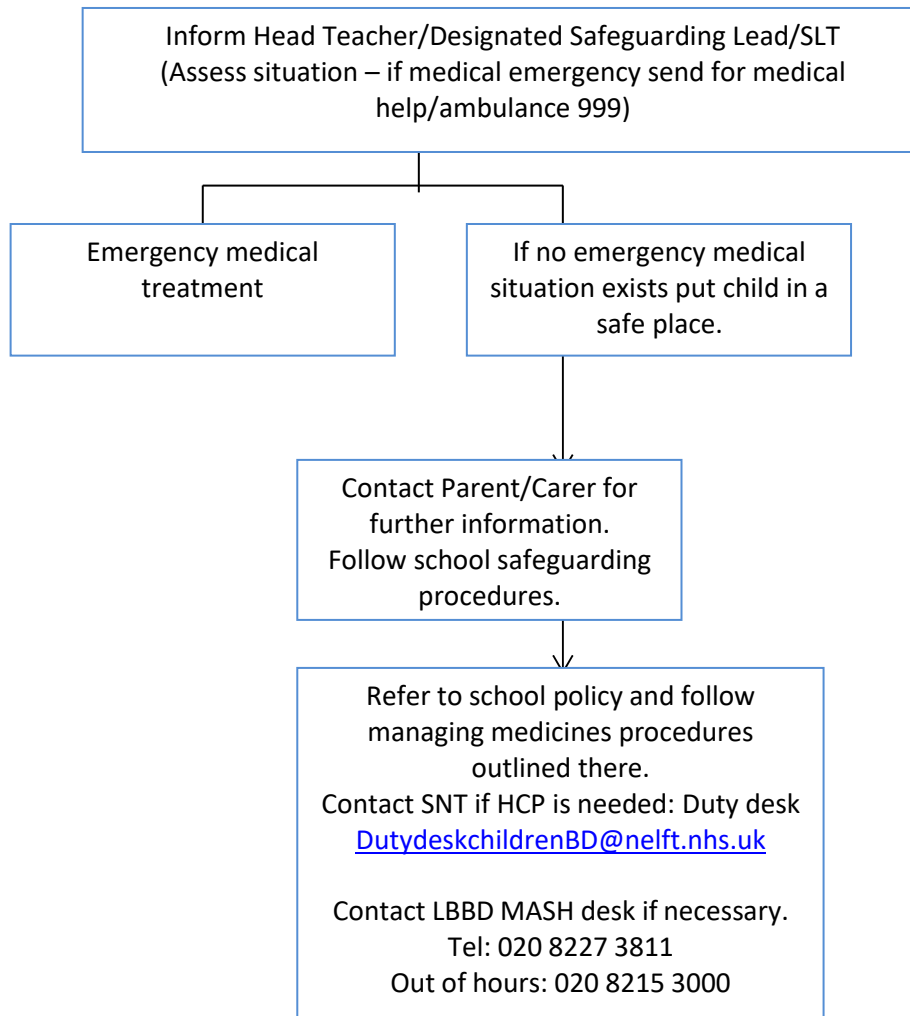 Inform Head Teacher/Designated Safeguarding Lead/SLT
(Assess situation – if medical emergency send for medical
help/ambulance 999)
Emergency medical
treatment
If no emergency medical
situation exists put child in a
safe place.
Contact Parent/Carer for
further information.
Follow school safeguarding
procedures.
Refer to school policy and follow
managing medicines procedures
outlined there.
Contact SNT if HCP is needed: Duty desk
DutydeskchildrenBD@nelft.nhs.uk
Contact LBBD MASH desk if necessary.
Tel: 020 8227 3811
Out of hours: 020 8215 3000